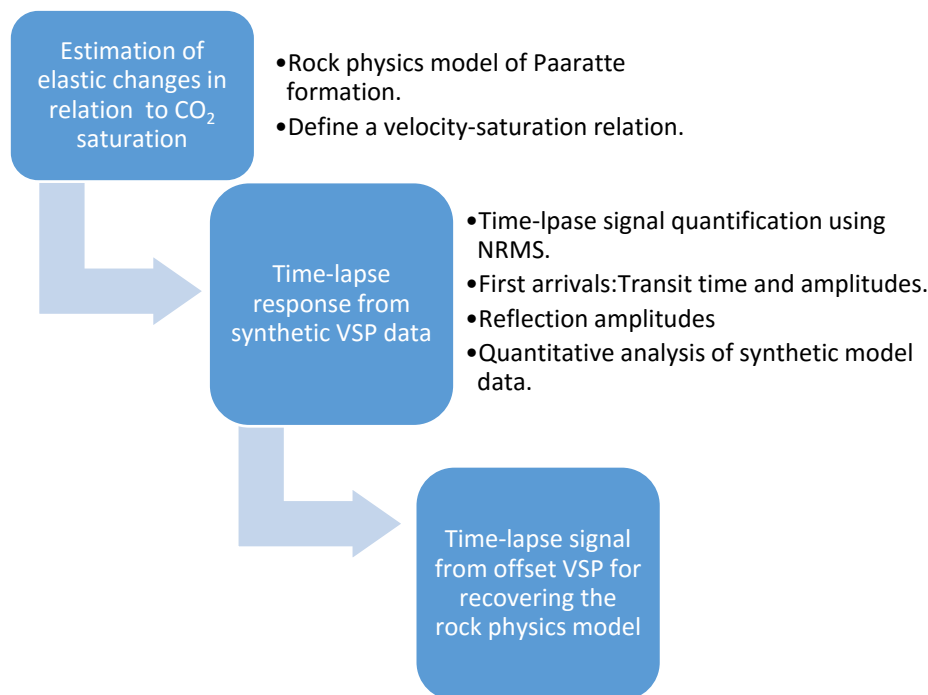 Estimation of
elastic changes in
relation to CO₂
saturation
•Rock physics model of Paaratte
formation.
•Define a velocity-saturation relation.
Time-lapse
response from
synthetic VSP data
•Time-lpase signal quantification using
NRMS.
•First arrivals:Transit time and amplitudes.
•Reflection amplitudes
•Quantitative analysis of synthetic model
data.
Time-lapse signal
from offset VSP for
recovering the
rock physics model